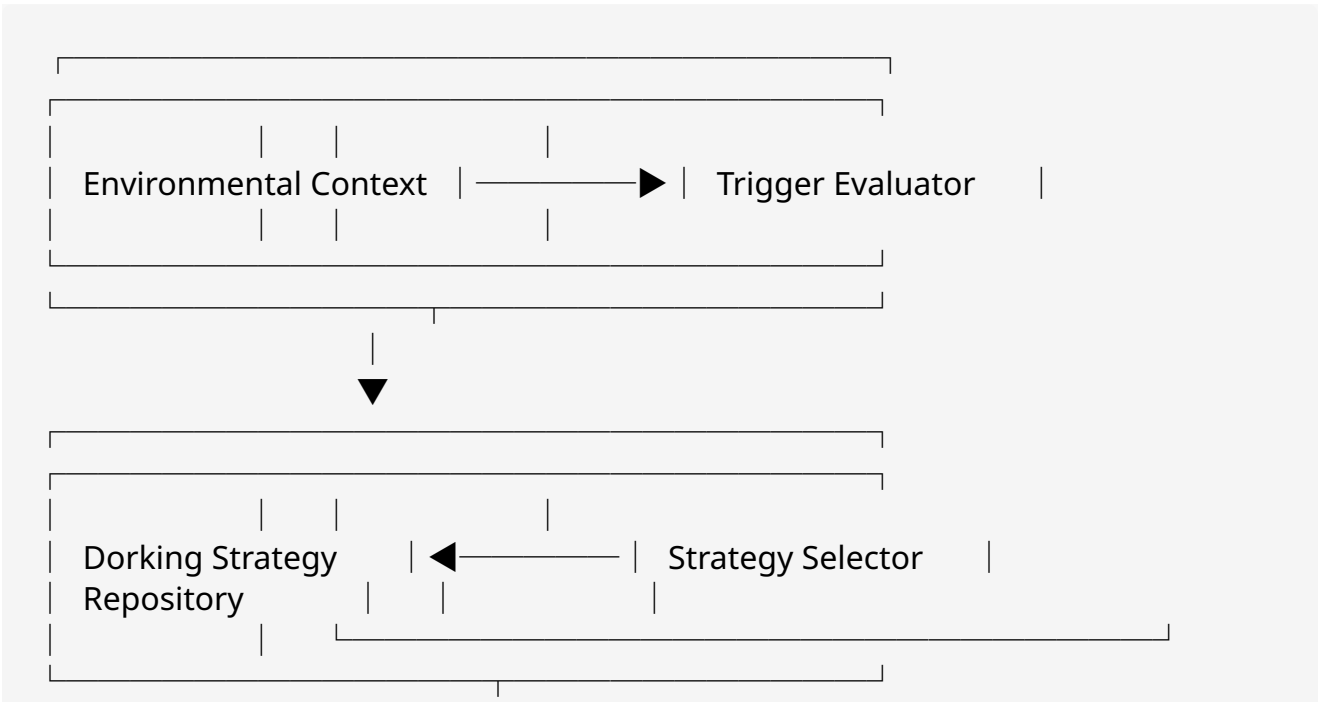 Environmental Context Trigger Evaluator
Dorking Strategy Strategy Selector
Repository